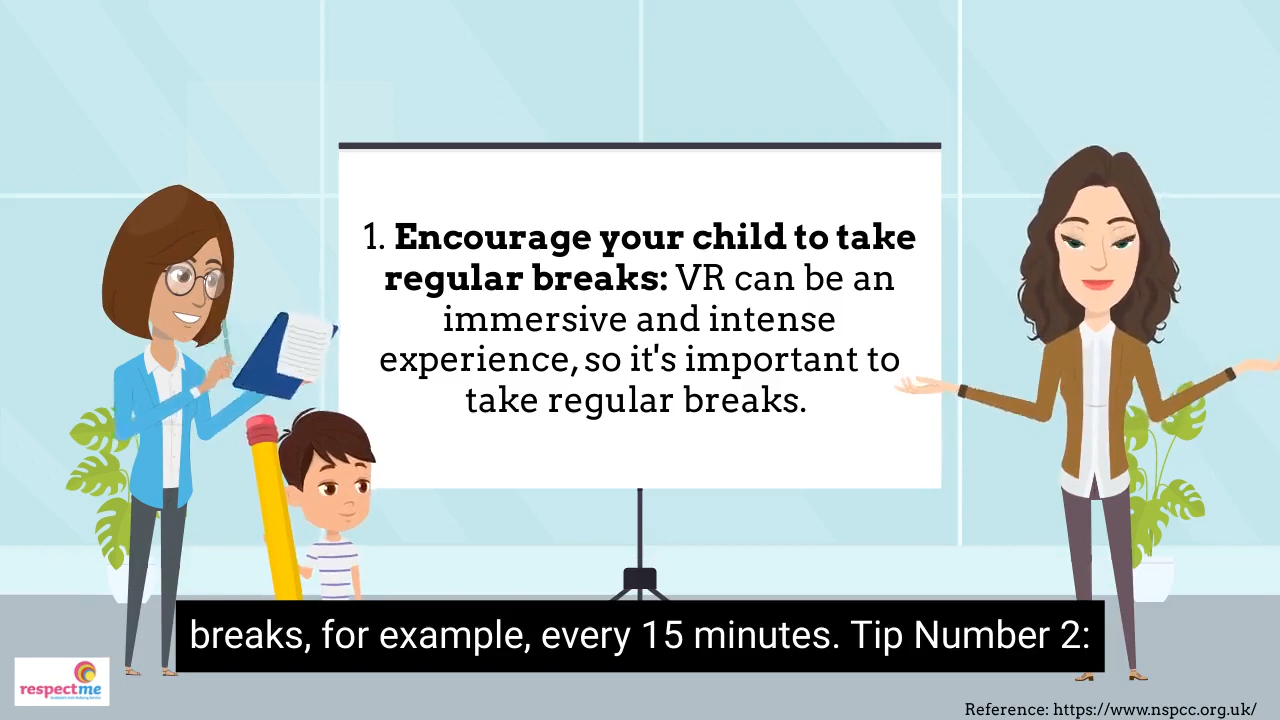 1. Encourage your child to take
regular breaks: VR can be an
immersive and intense
experience, so it's important to
take regular breaks.
breaks, for example, every 15 minutes. Tip Number 2:
respectme
Reference: https://www.nspcc.org.uk/